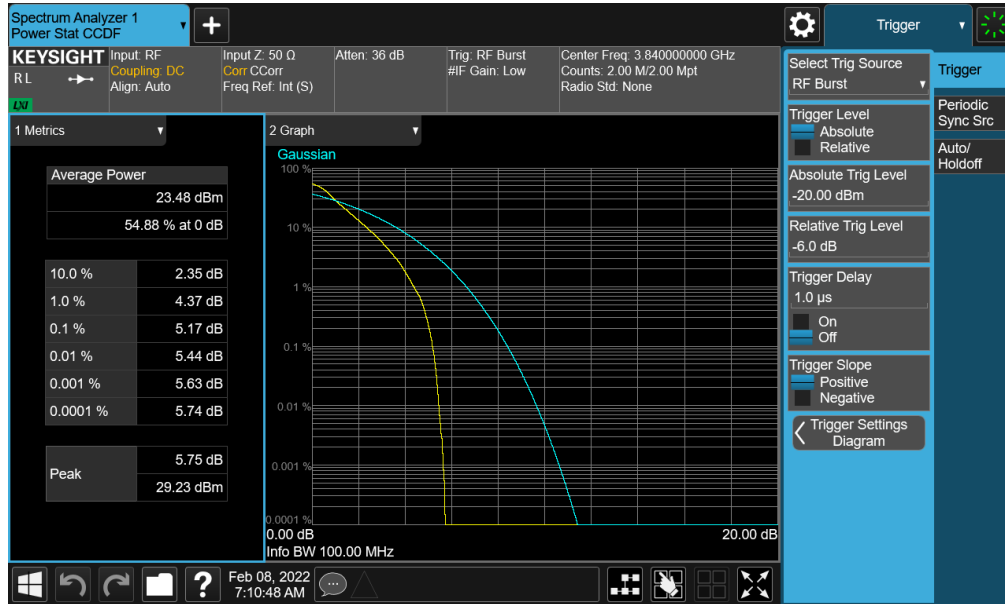 Spectrum Analyzer 1
Power Stat CCDF
+
Trigger
KEYSIGHT
R L
LXI
Input: RF
Coupling: DC
Align: Auto
Input Z: 50 Ω
Corr CCorr
Freq Ref: Int (S)
Atten: 36 dB
Trig: RF Burst
#IF Gain: Low
Center Freq: 3.840000000 GHz
Counts: 2.00 M/2.00 Mpt
Radio Std: None
1 Metrics
Average Power
23.48 dBm
54.88 % at 0 dB
10.0 % 2.35 dB
1.0 % 4.37 dB
0.1 % 5.17 dB
0.01 % 5.44 dB
0.001 % 5.63 dB
0.0001 % 5.74 dB
Peak
5.75 dB
29.23 dBm
2 Graph
Gaussian
100 %
10 %
1 %
0.1 %
0.01 %
0.001 %
0.0001 %
0.00 dB 20.00 dB
Info BW 100.00 MHz
Select Trig Source
RF Burst
Trigger Level
Absolute
Relative
Absolute Trig Level
-20.00 dBm
Relative Trig Level
-6.0 dB
Trigger Delay
1.0 µs
On
Off
Trigger Slope
Positive
Negative
Trigger Settings
Diagram
Trigger
Periodic
Sync Src
Auto/
Holdoff
?
Feb 08, 2022
7:10:48 AM